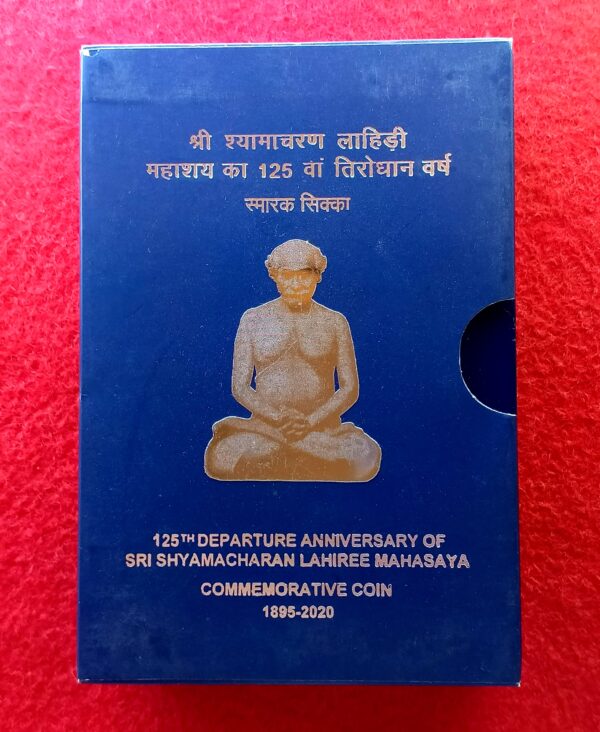 श्री श्यामाचरण लाहिड़ी
महाशय का 125 वां तिरोधान वर्ष
स्मारक सिक्का
125TH DEPARTURE ANNIVERSARY OF
SRI SHYAMACHARAN LAHIREE MAHASAYA
COMMEMORATIVE COIN
1895-2020